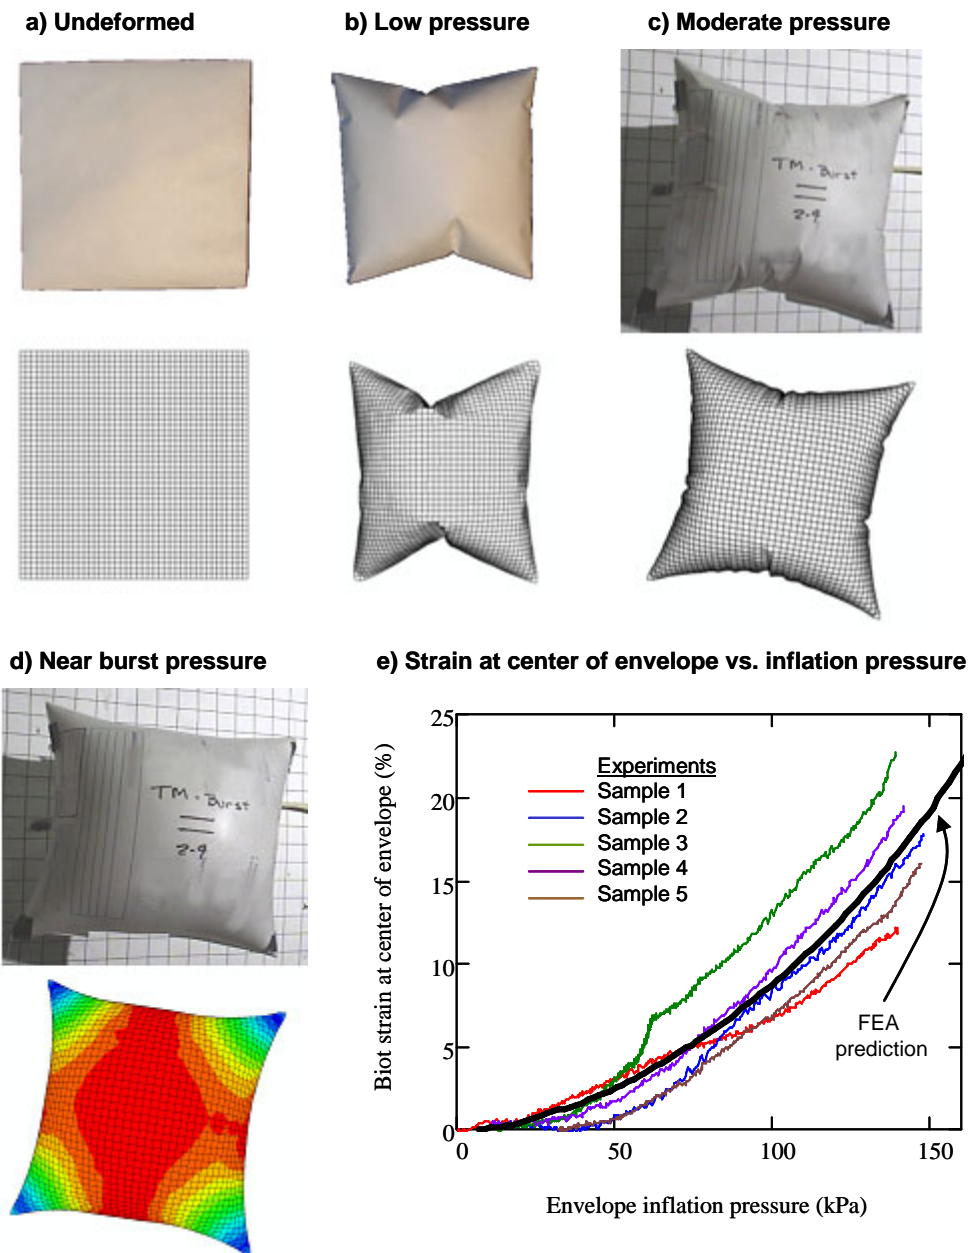 a) Undeformed
b) Low pressure
c) Moderate pressure
TM - Burst
2-9
d) Near burst pressure
TM - Burst
2-9
e) Strain at center of envelope vs. inflation pressure
Biot strain at center of envelope (%)
25
20
15
10
5
0
Experiments
Sample 1
Sample 2
Sample 3
Sample 4
Sample 5
FEA
prediction
0
50
100
150
Envelope inflation pressure (kPa)